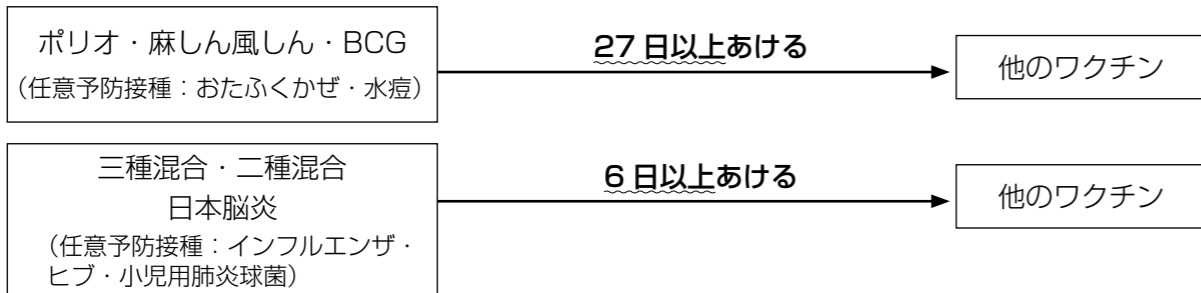 ポリオ・麻しん風しん・BCG
（任意予防接種：おたふくかぜ・水痘）
27日以上あける
他のワクチン
三種混合・二種混合
日本脳炎
（任意予防接種：インフルエンザ・
ヒブ・小児用肺炎球菌）
6日以上あける
他のワクチン